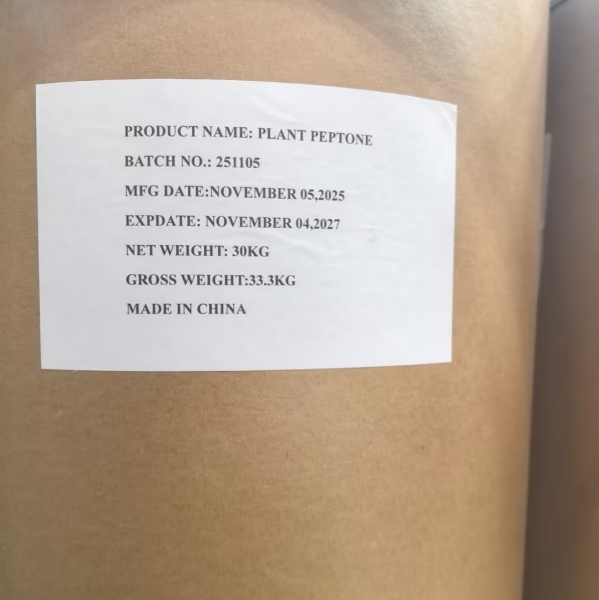 PRODUCT NAME: PLANT PEPTONE
BATCH NO.: 251105
MFG DATE:NOVEMBER 05,2025
EXPDATE: NOVEMBER 04,2027
NET WEIGHT: 30KG
GROSS WEIGHT:33.3KG
MADE IN CHINA